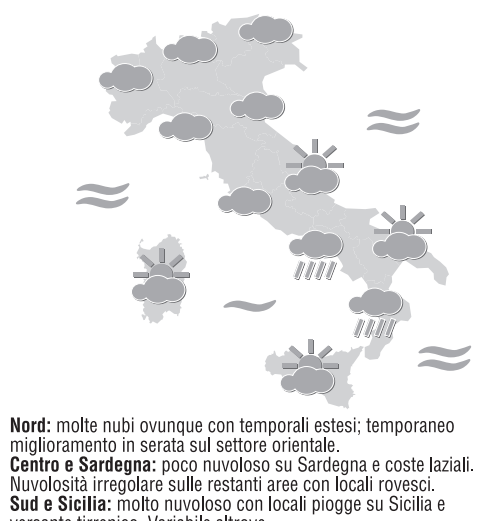 Nord: molte nubi ovunque con temporali estesi; temporaneo
miglioramento in serata sul settore orientale.
Centro e Sardegna: poco nuvoloso su Sardegna e coste laziali.
Nuvolosità irregolare sulle restanti aree con locali rovesci.
Sud e Sicilia: molto nuvoloso con locali piogge su Sicilia e
versante tirrenico. Variabile altrove.